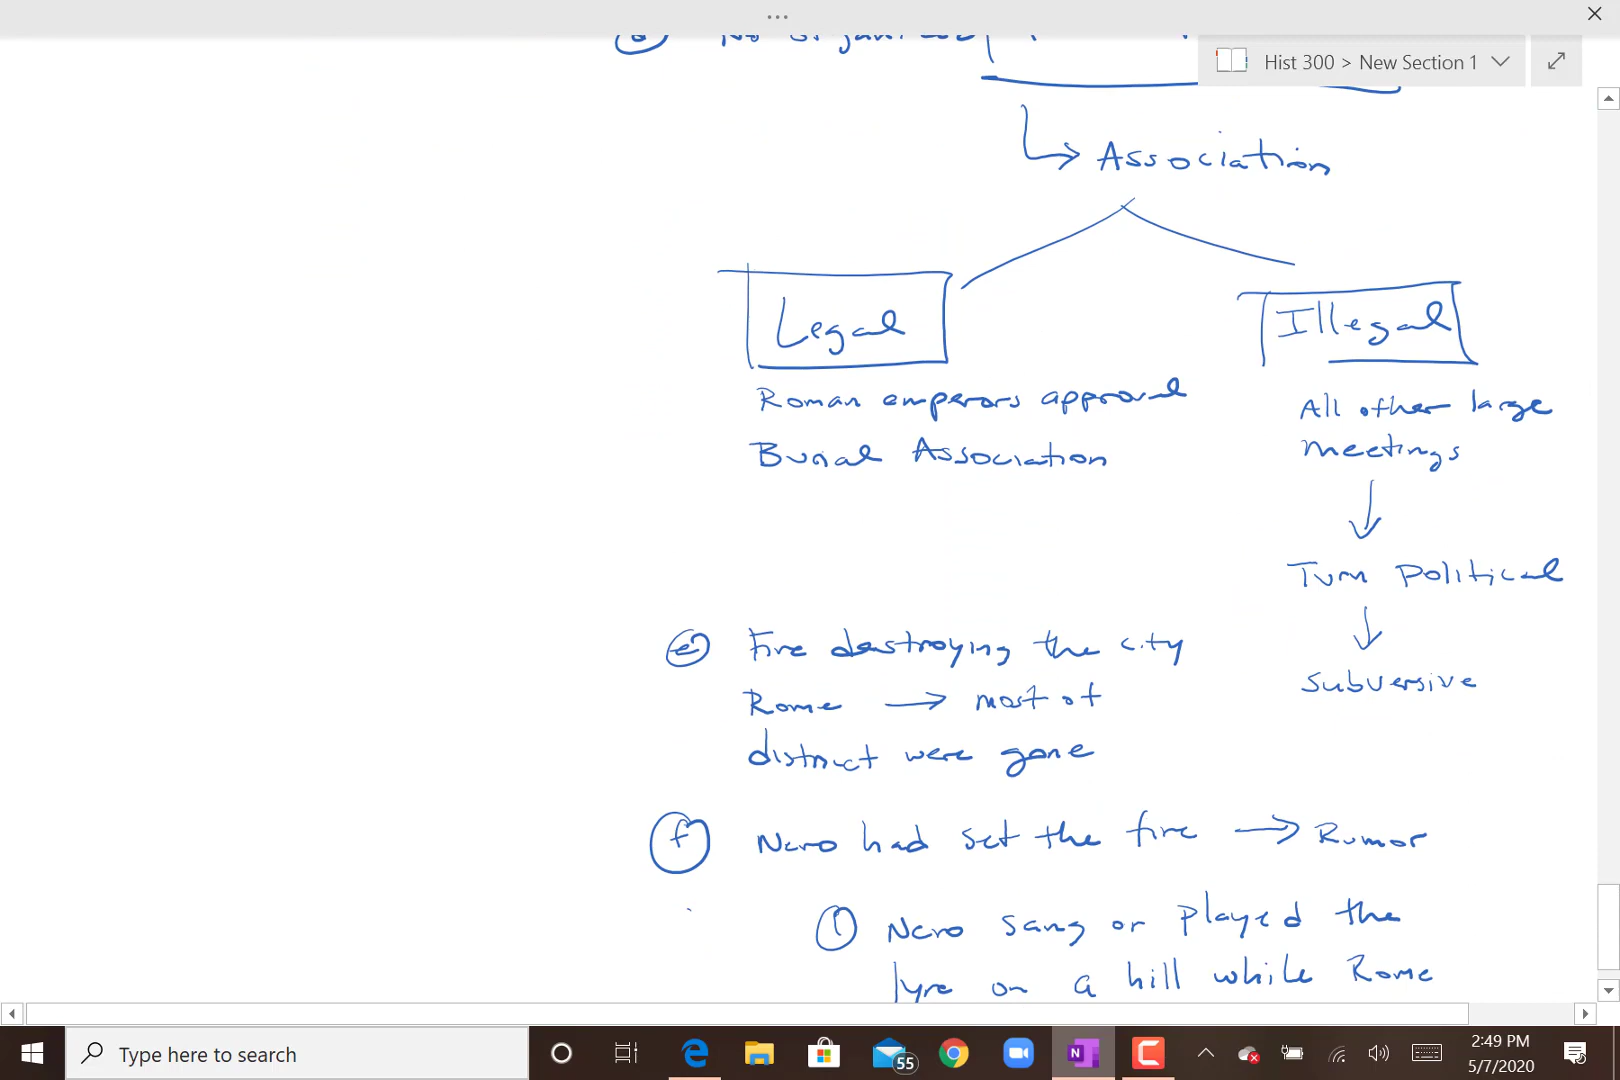 Hist 300 > New Section 1
Association
Legal
Illegal
Roman emperors approval
Burial Association
All other large
meetings
Turn political
subversive
e Fire destroying the city
Rome → most of
district were gone
f Nero had set the fire → Rumor
1 Nero sang or played the
lyre on a hill while Rome
Type here to search
55
2:49 PM
5/7/2020